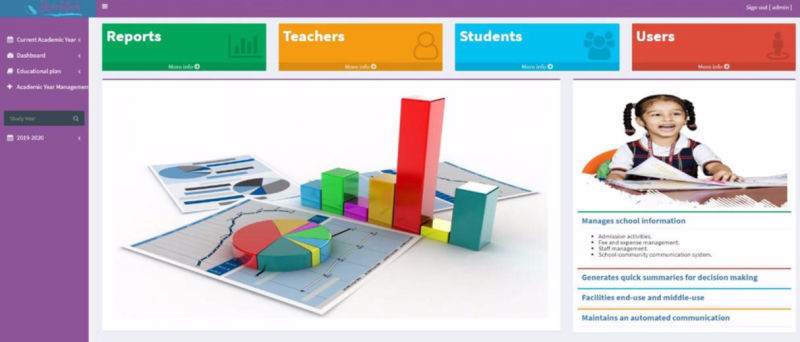 Sign out [ admin ]
Current Academic Year
Dashboard
Educational plan
Academic Year Management
Study Year
2019-2020
Reports
More info
Teachers
More info
Students
More info
Users
More info
Manages school information
Admission activities.
Fee and expense management.
Staff management.
School-community communication system.
Generates quick summaries for decision making
Facilities end-use and middle-use
Maintains an automated communication